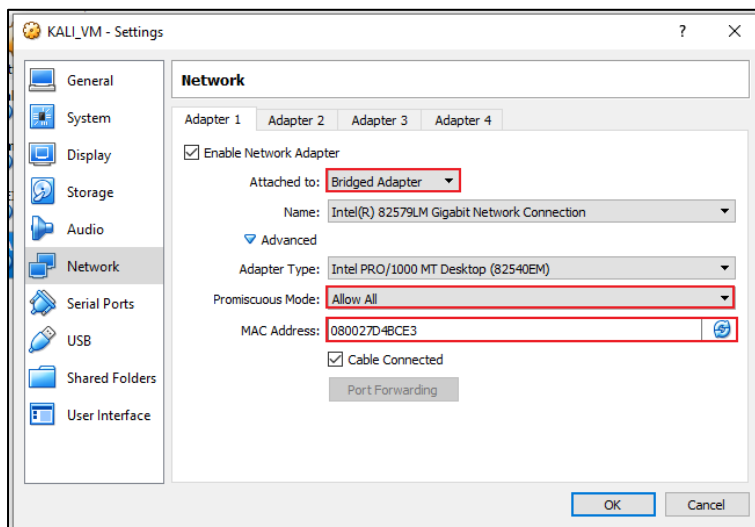 KALI_VM - Settings
?
General
System
Display
Storage
Audio
Network
Serial Ports
USB
Shared Folders
User Interface
Network
Adapter 1 Adapter 2 Adapter 3 Adapter 4
Enable Network Adapter
Attached to: Bridged Adapter
Name: Intel(R) 82579LM Gigabit Network Connection
Advanced
Adapter Type: Intel PRO/1000 MT Desktop (82540EM)
Promiscuous Mode: Allow All
MAC Address: 080027D4BCE3
Cable Connected
Port Forwarding
OK Cancel